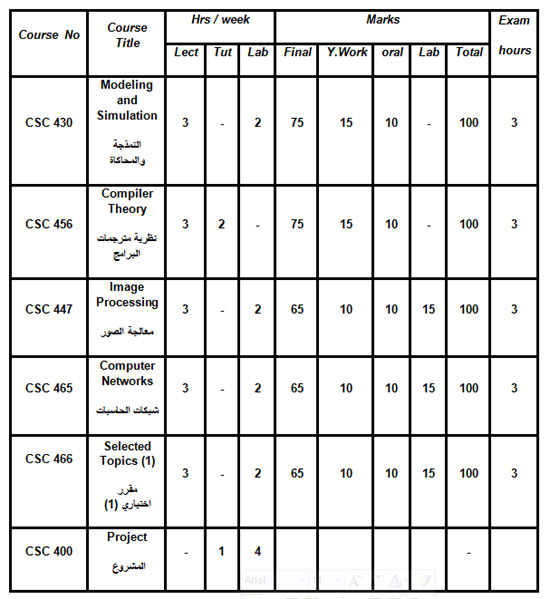 Course No Course Title Hrs / week Marks Exam hours
Lect Tut Lab Final Y.Work oral Lab Total
CSC 430 Modeling and Simulation 3 - 2 75 15 10 - 100 3
النمذجة والمحاكاة
CSC 456 Compiler Theory 3 2 - 75 15 10 - 100 3
نظرية مترجمات البرامج
CSC 447 Image Processing 3 - 2 65 10 10 15 100 3
معالجة الصور
CSC 465 Computer Networks 3 - 2 65 10 10 15 100 3
شبكات الحاسبات
CSC 466 Selected Topics (1) 3 - 2 65 10 10 15 100 3
مقرر اختياري (1)
CSC 400 Project - 1 4 -
المشروع
Arial